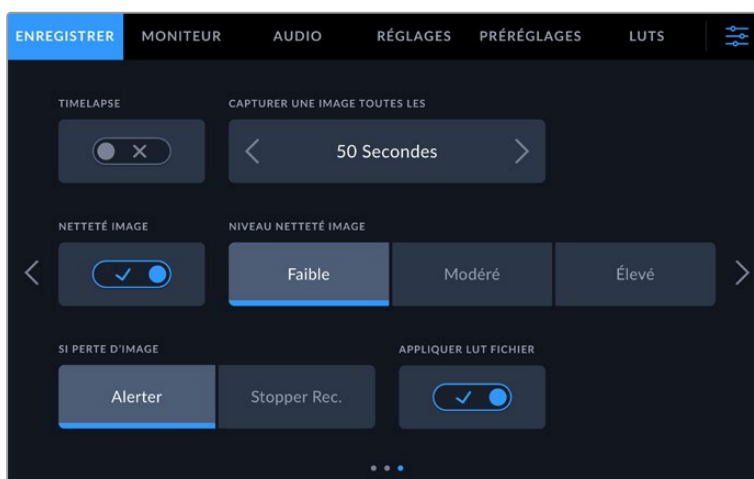 ENREGISTRER MONITEUR AUDIO RÉGLAGES PRÉRÉGLAGES LUTS
TIMELAPSE CAPTURER UNE IMAGE TOUTES LES
50 Secondes
NETTETÉ IMAGE NIVEAU NETTETÉ IMAGE
Faible Modéré Élevé
SI PERTE D'IMAGE APPLIQUER LUT FICHIER
Alerter Stopper Rec.